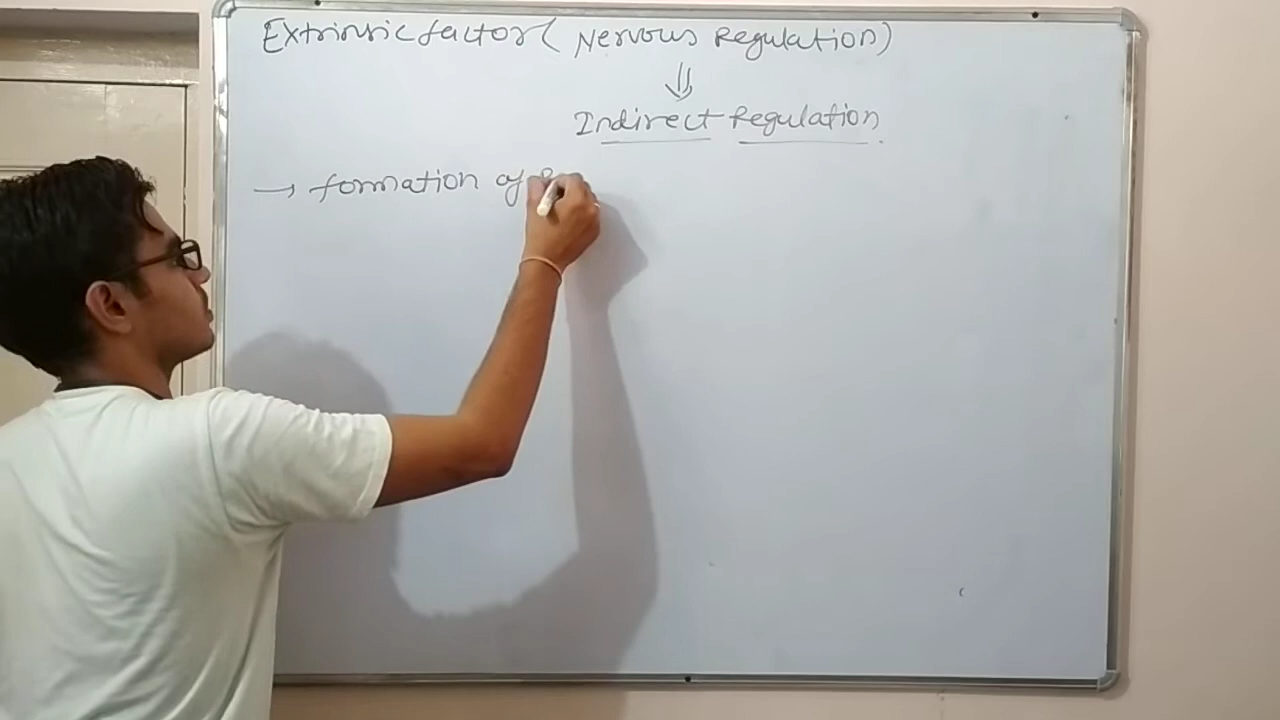 Extrinsic factor ( Nervous Regulation )
⇓
Indirect Regulation.
→ formation of